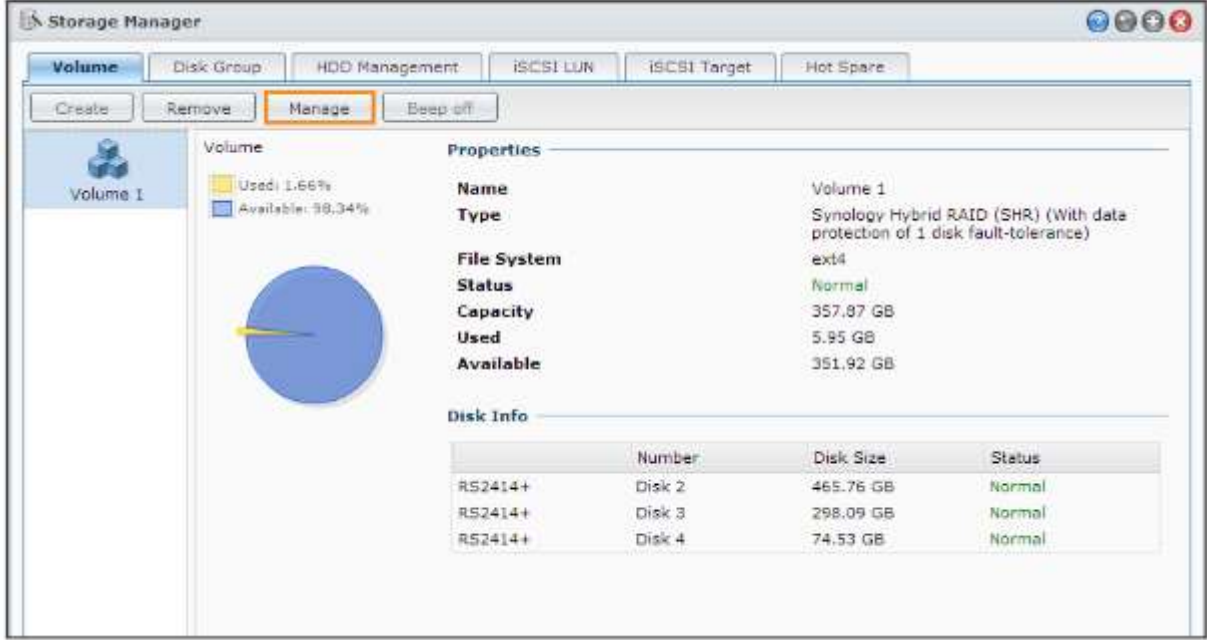 Storage Manager
Volume Disk Group HDD Management iSCSI LUN iSCSI Target Hot Spare
Create Remove Manage Beep off
Volume 1
Volume
Used: 1.66%
Available: 98.34%
Properties
Name Volume 1
Type Synology Hybrid RAID (SHR) (With data
protection of 1 disk fault-tolerance)
File System ext4
Status Normal
Capacity 357.87 GB
Used 5.95 GB
Available 351.92 GB
Disk Info
Number Disk Size Status
RS2414+ Disk 2 465.76 GB Normal
RS2414+ Disk 3 298.09 GB Normal
RS2414+ Disk 4 74.53 GB Normal